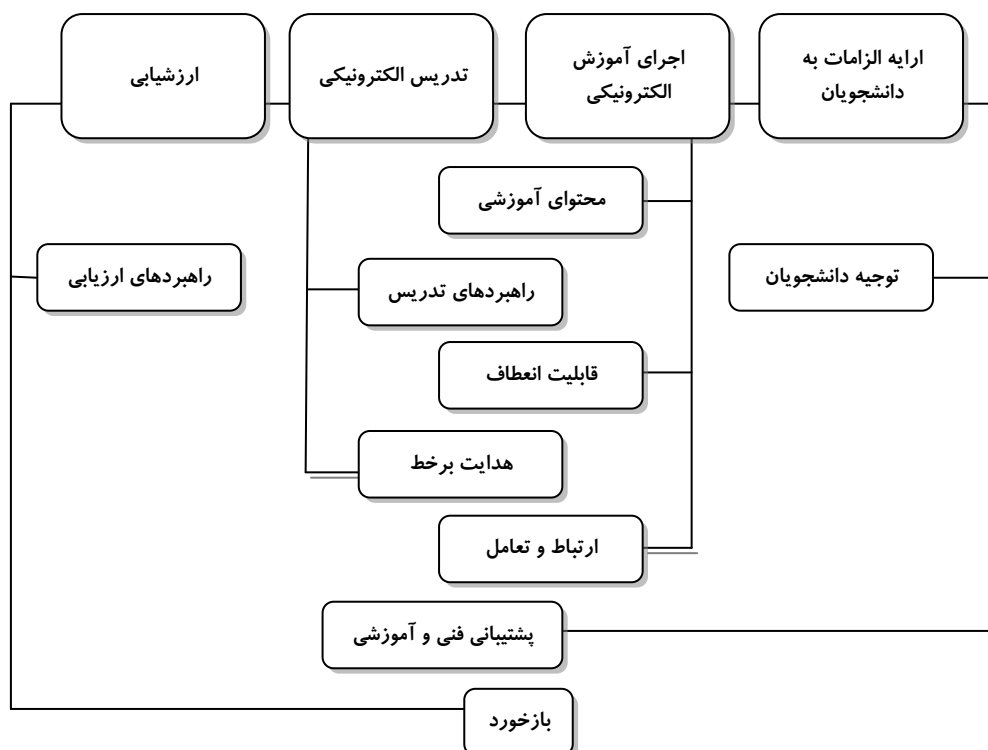 ارایه الزامات به
دانشجویان
اجرای آموزش
الکترونیکی
تدریس الکترونیکی
ارزشیابی
محتوای آموزشی
توجیه دانشجویان
راهبردهای تدریس
راهبردهای ارزیابی
قابلیت انعطاف
هدایت برخط
ارتباط و تعامل
پشتیبانی فنی و آموزشی
بازخورد